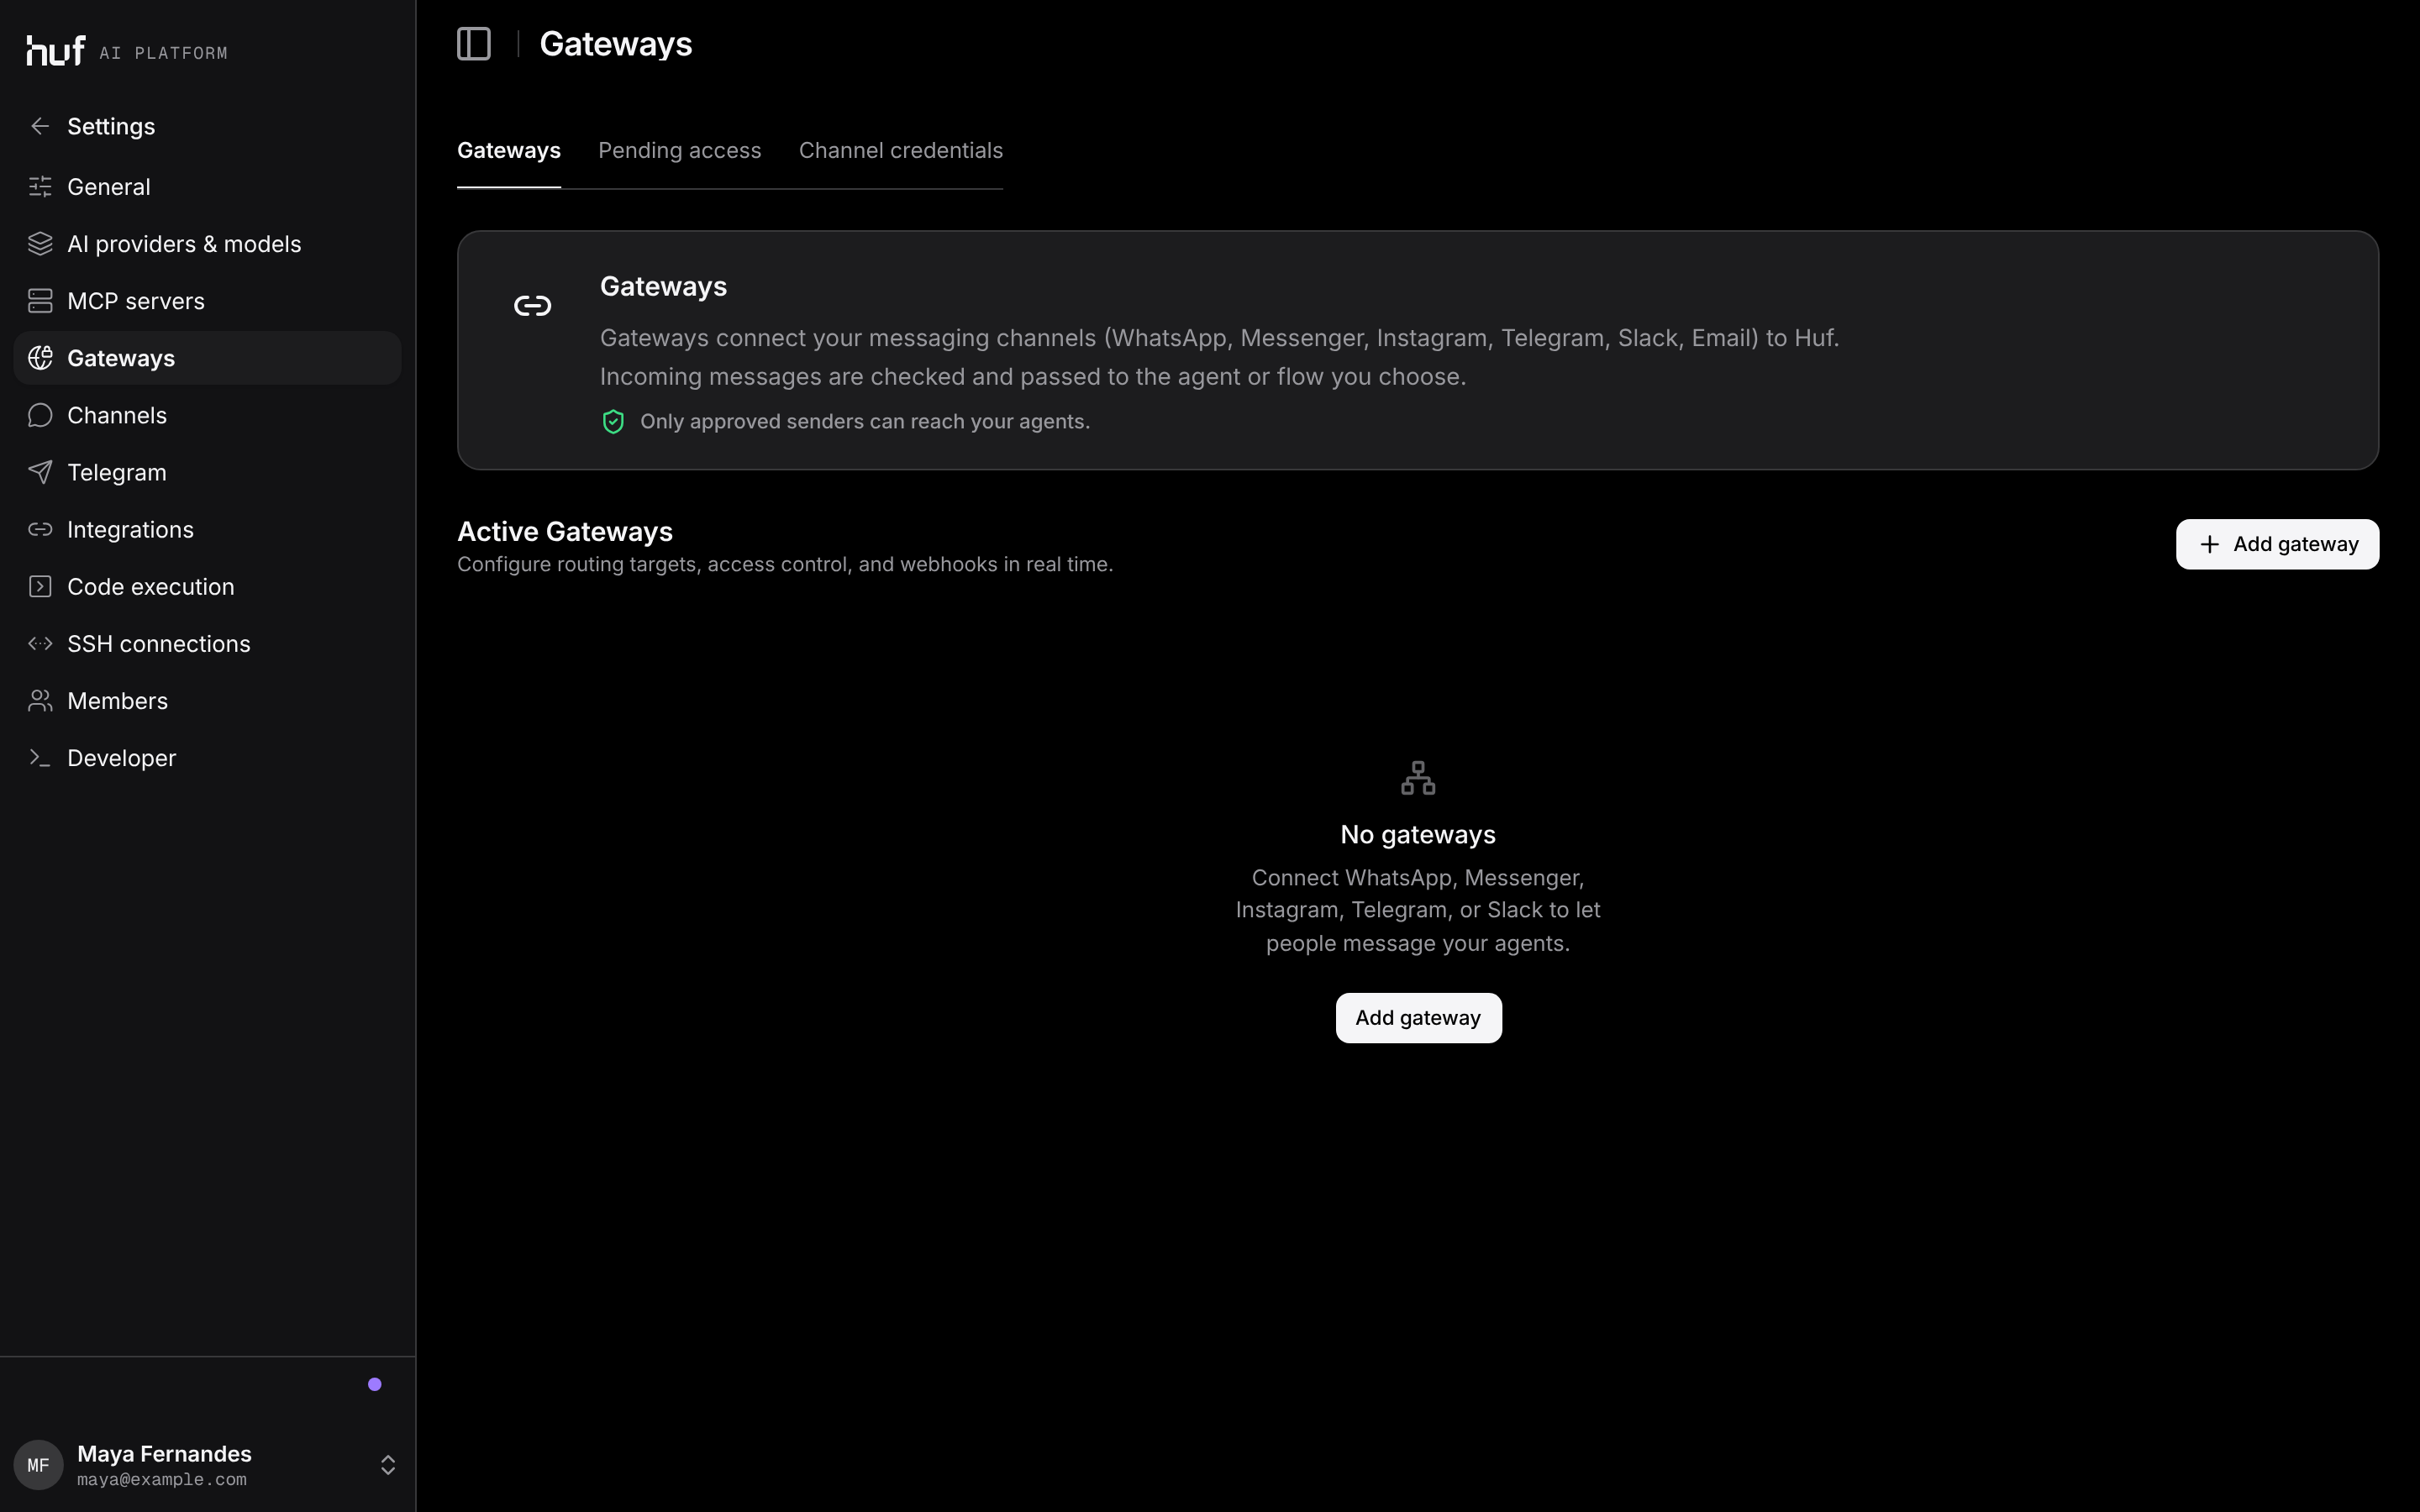 huf AI PLATFORM
Settings
General
AI providers & models
MCP servers
Gateways
Channels
Telegram
Integrations
Code execution
SSH connections
Members
Developer
MF
Maya Fernandes
maya@example.com
Gateways
Gateways Pending access Channel credentials
Gateways
Gateways connect your messaging channels (WhatsApp, Messenger, Instagram, Telegram, Slack, Email) to Huf.
Incoming messages are checked and passed to the agent or flow you choose.
Only approved senders can reach your agents.
Active Gateways
Configure routing targets, access control, and webhooks in real time.
Add gateway
No gateways
Connect WhatsApp, Messenger,
Instagram, Telegram, or Slack to let
people message your agents.
Add gateway